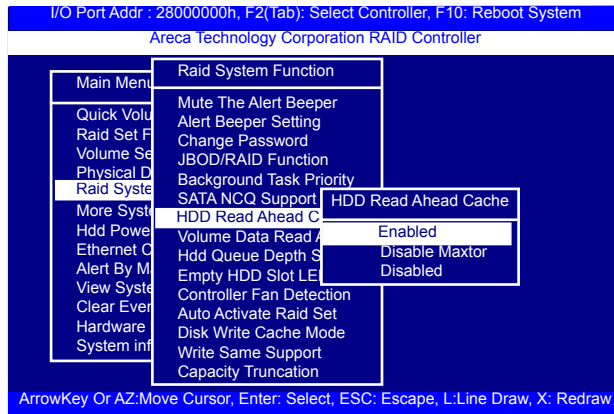 I/O Port Addr : 28000000h, F2(Tab): Select Controller, F10: Reboot System
Areca Technology Corporation RAID Controller
Main Menu
Quick Volu
Raid Set F
Volume Se
Physical D
Raid Syste
More Syste
Hdd Powe
Ethernet C
Alert By M
View Syste
Clear Even
Hardware
System inf
Raid System Function
Mute The Alert Beeper
Alert Beeper Setting
Change Password
JBOD/RAID Function
Background Task Priority
SATA NCQ Support
HDD Read Ahead C
Volume Data Read A
Hdd Queue Depth S
Empty HDD Slot LE
Controller Fan Detection
Auto Activate Raid Set
Disk Write Cache Mode
Write Same Support
Capacity Truncation
HDD Read Ahead Cache
Enabled
Disable Maxtor
Disabled
ArrowKey Or AZ:Move Cursor, Enter: Select, ESC: Escape, L:Line Draw, X: Redraw